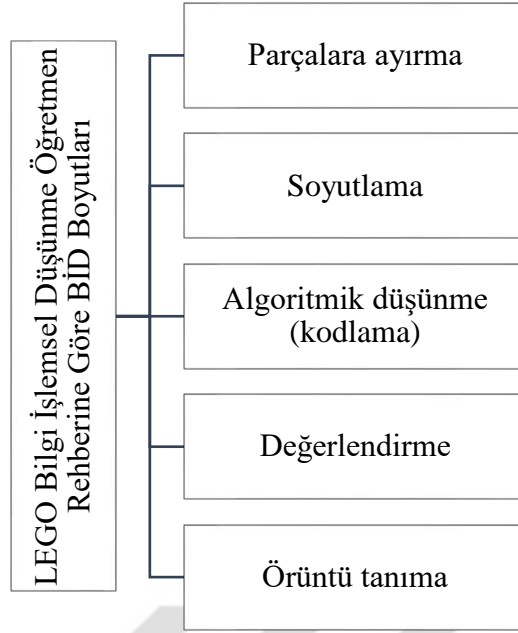 LEGO Bilgi İşlemsel Düşünme Öğretmen
Rehberine Göre BİD Boyutları
Parçalara ayırma
Soyutlama
Algoritmik düşünme
(kodlama)
Değerlendirme
Örüntü tanıma